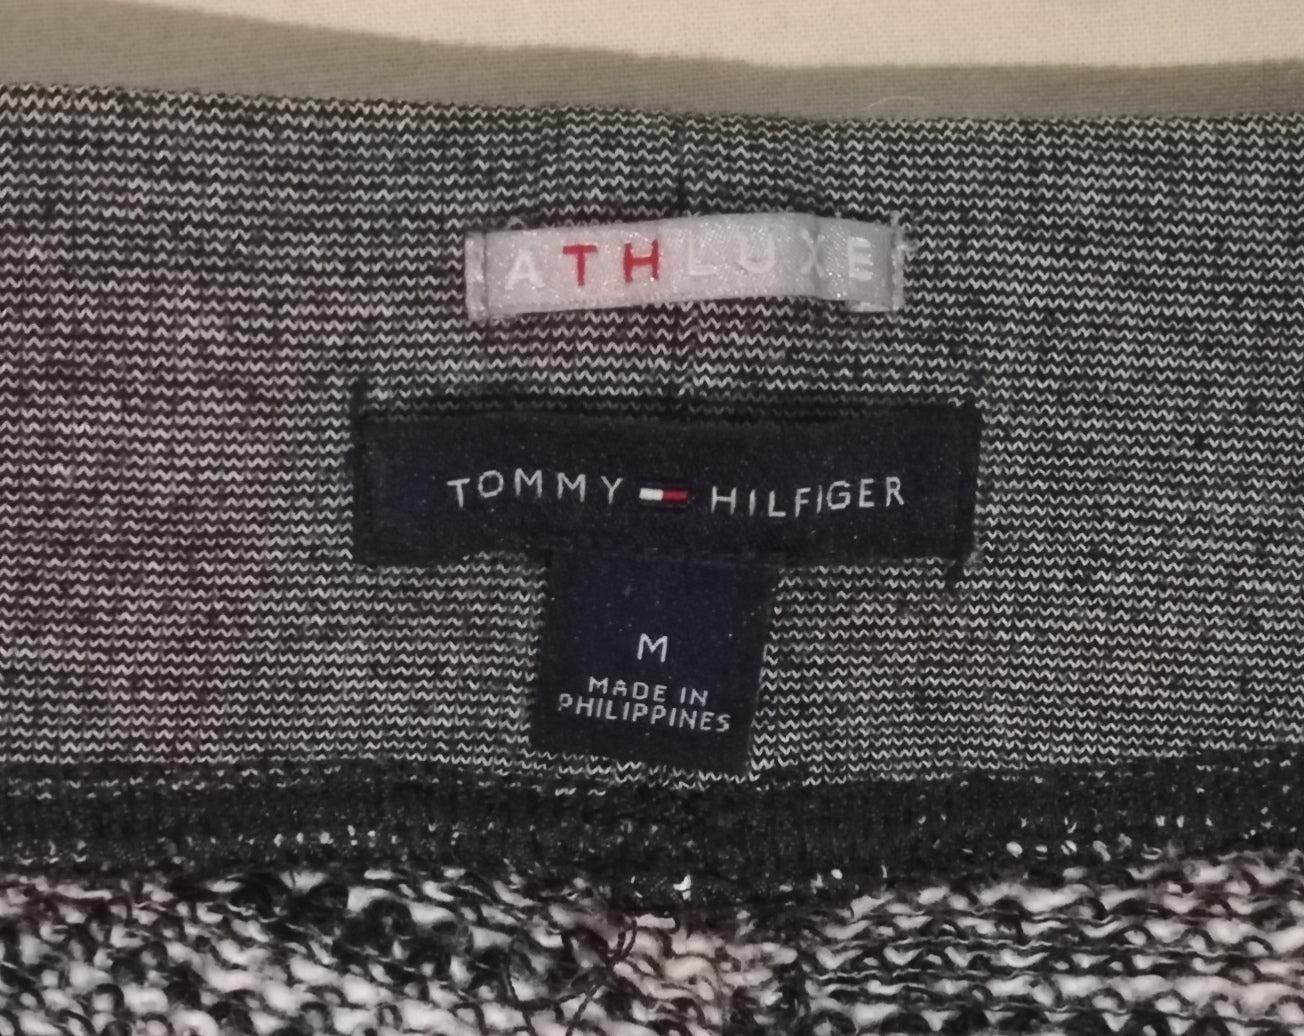 ATHLUXE
TOMMY HILFIGER
M
MADE IN
PHILIPPINES